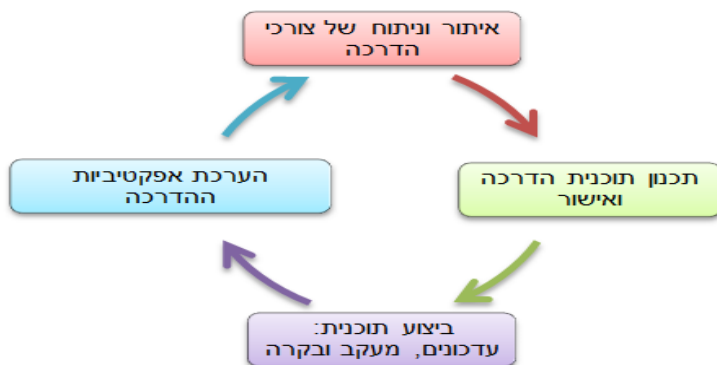 איתור וניתוח של צורכי
הדרכה
תכנון תוכנית הדרכה
ואישור
ביצוע תוכנית:
עדכונים, מעקב ובקרה
הערכת אפקטיביות
ההדרכה